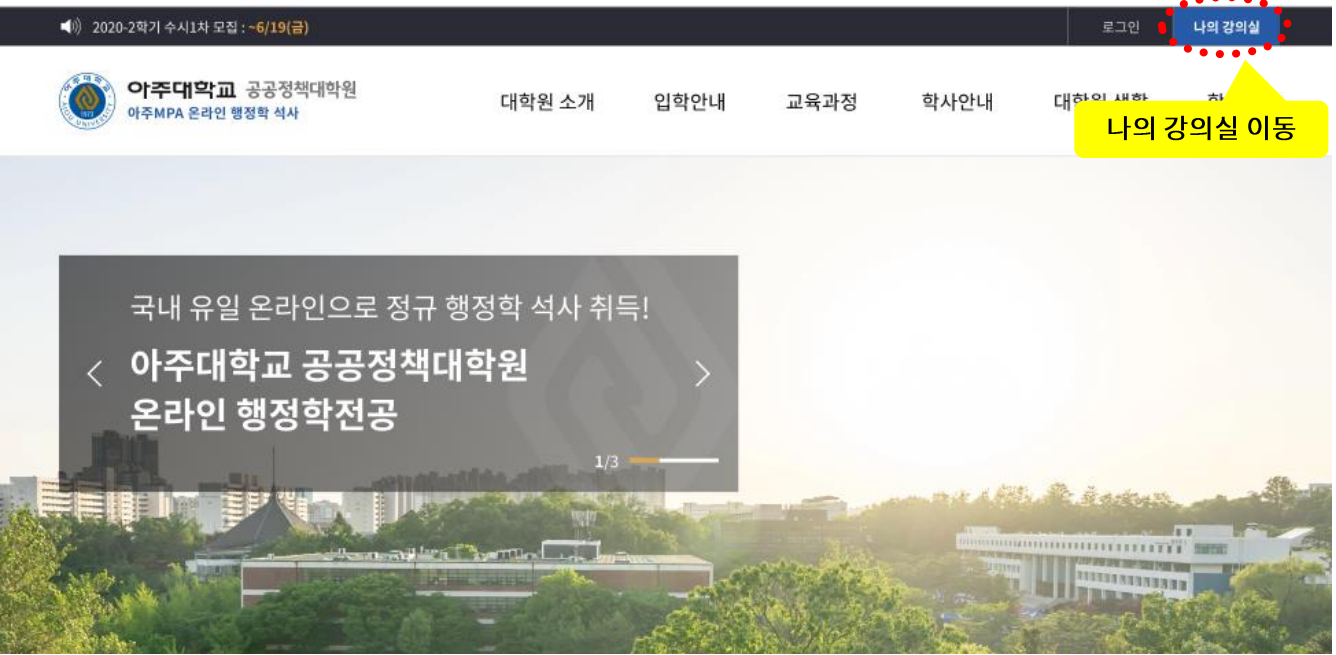 2020-2학기 수시1차 모집 : ~6/19(금)
로그인
나의 강의실
아주대학교 공공정책대학원
아주MPA 온라인 행정학 석사
대학원 소개
입학안내
교육과정
학사안내
대학원 생활
나의 강의실 이동
국내 유일 온라인으로 정규 행정학 석사 취득!
아주대학교 공공정책대학원
온라인 행정학전공
1/3